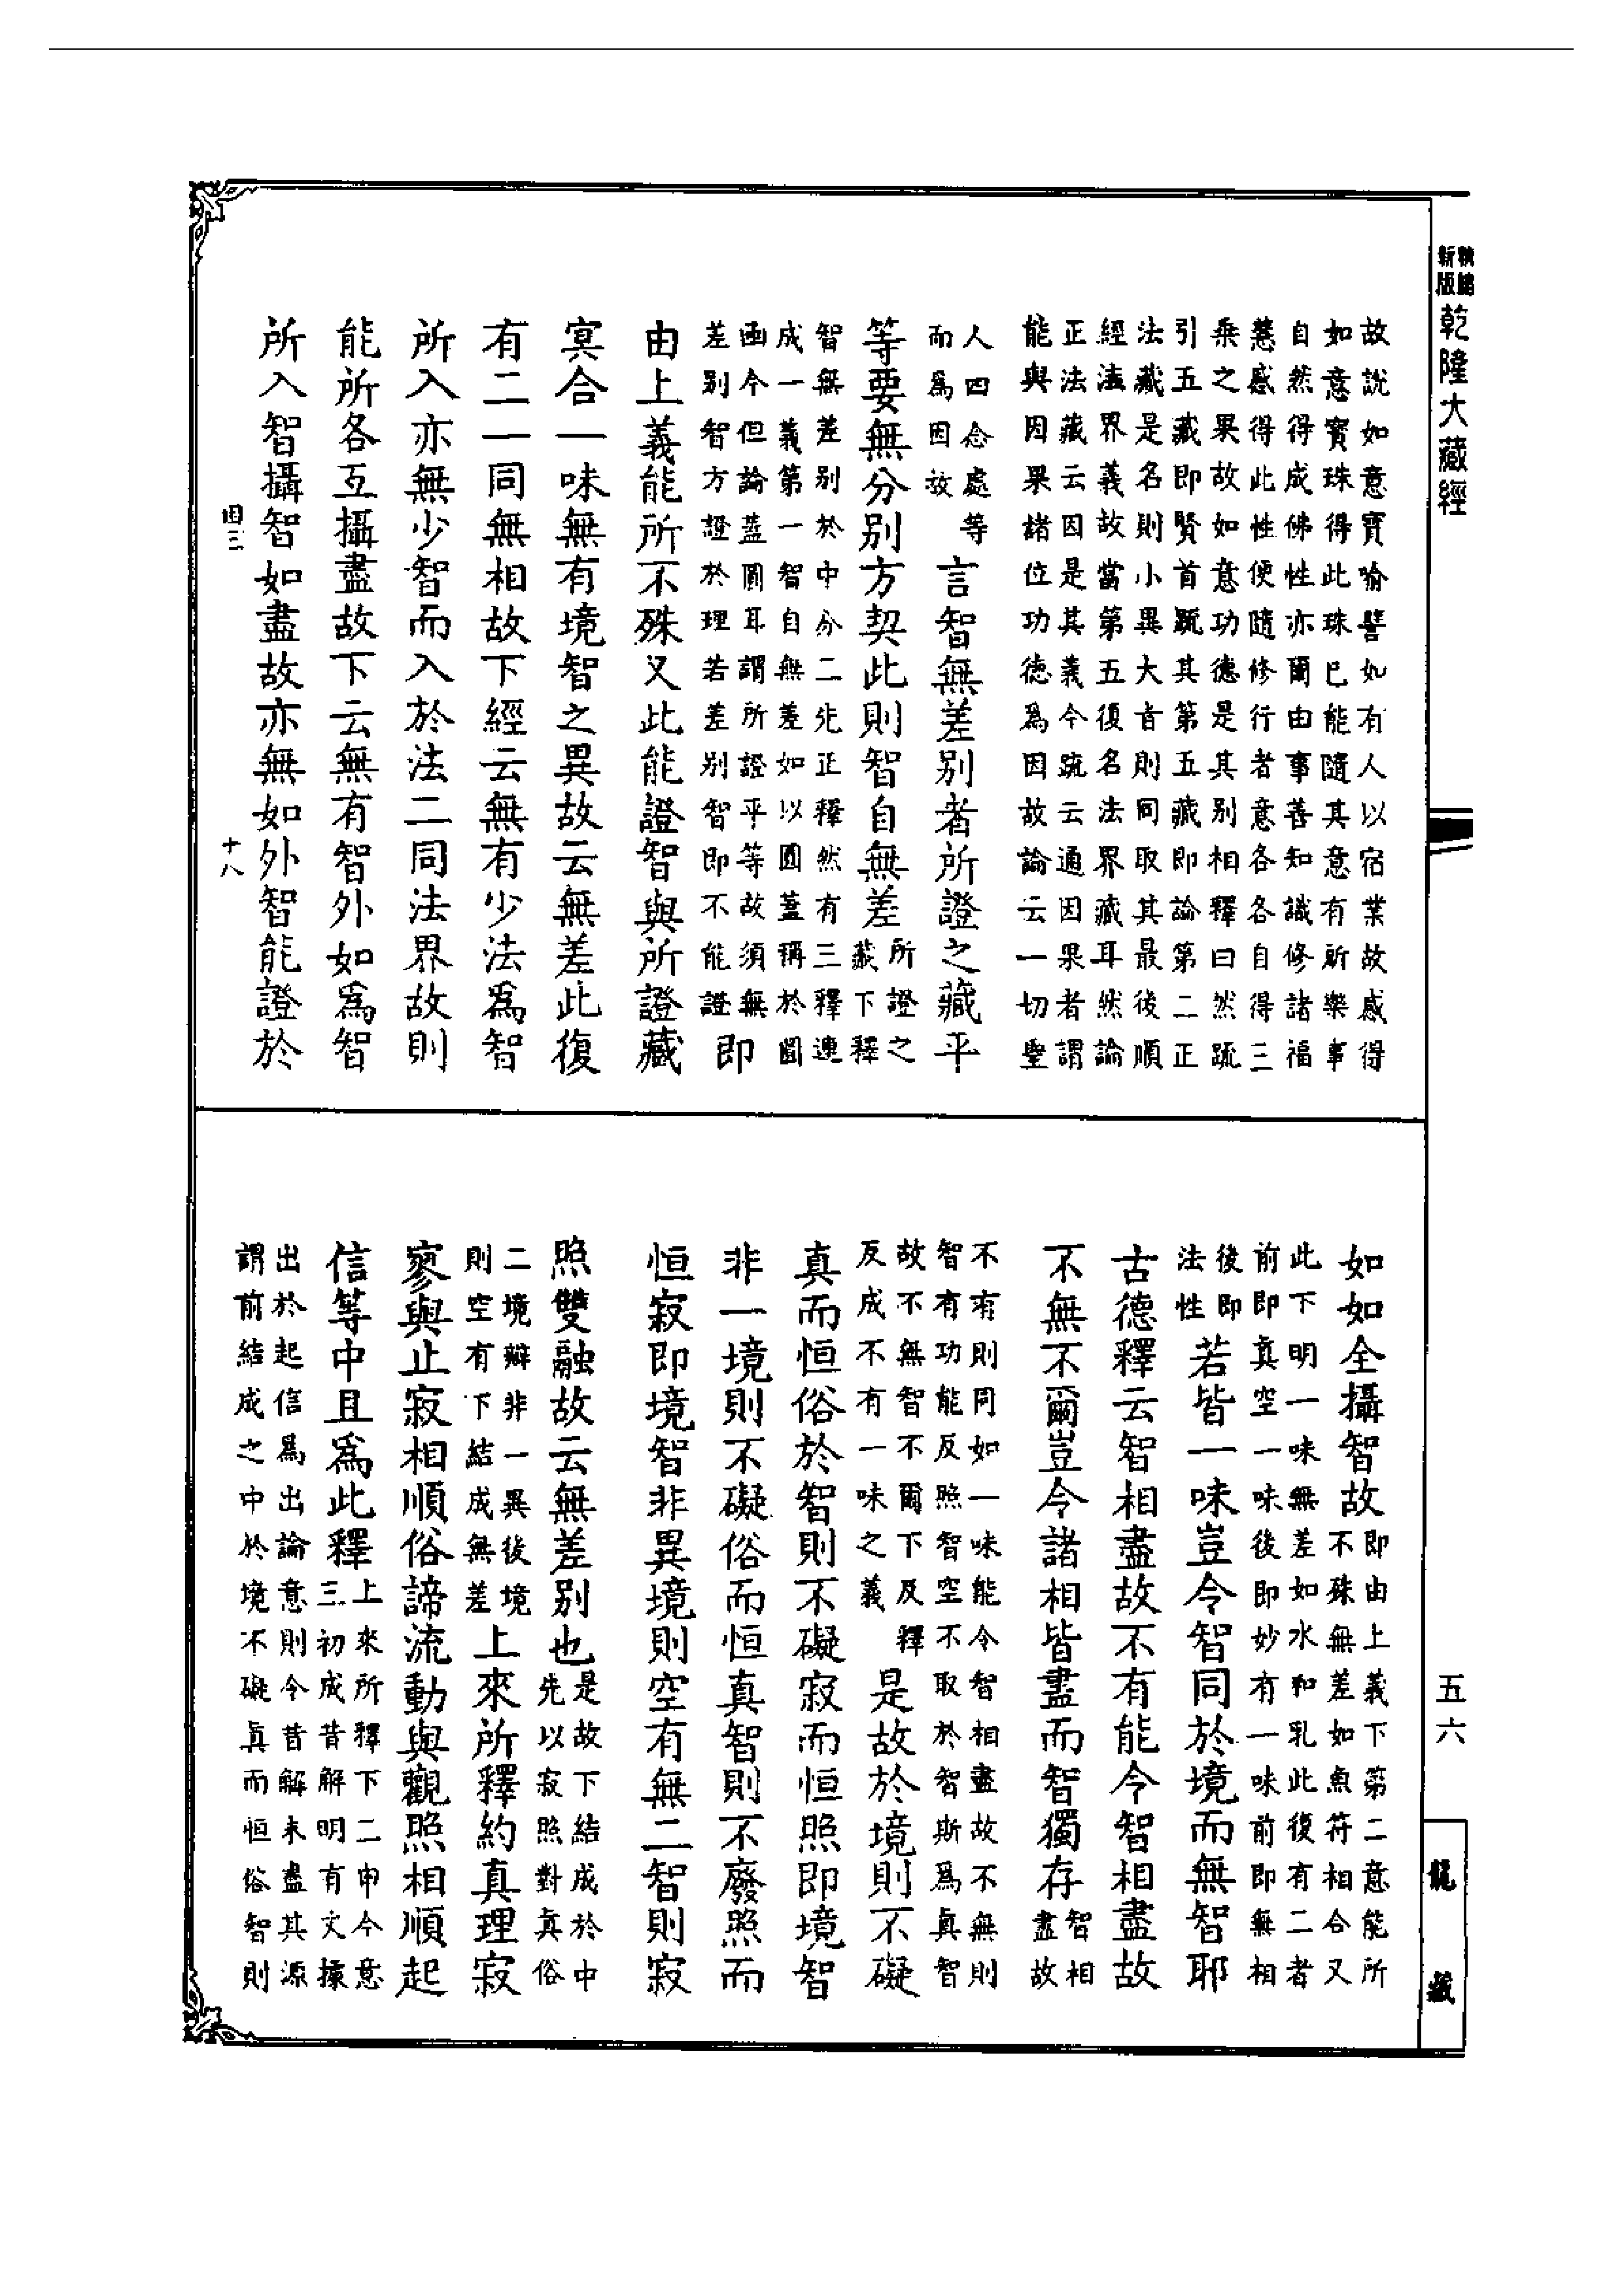 精縮
新版
乾隆大藏經
故說如意寶喻譬如有人以宿業故感得
如意寶珠得此珠已能隨其意有所樂事
自然得成佛性亦爾由事善知識修諸福
慧感得此性便隨修行者意各各自得三
乘之果故如意功德是其別相釋曰然疏
引五藏即賢首疏其第五藏即論第二正
法藏是名則小異大旨則同取其最後順
經法界義故當第五復名法界藏耳然論
正法藏云因是其義今疏云通因果者謂
能與因果諸位功德爲因故論云一切聖
人四念處等
而爲因故
言智無差別者所證之藏平
等要無分別方契此則智自無差
所證之
藏下釋
智無差別於中分二先正釋然有三釋連
成一義第一智自無差如以圓蓋稱於圓
函今但論蓋圓耳謂所證平等故須無
差別智方證於理若差別智即不能證
即
由上義能所不殊又此能證智與所證藏
冥合一味無有境智之異故云無差此復
有二一同無相故下經云無有少法爲智
所入亦無少智而入於法二同法界故則
能所各互攝盡故下云無有智外如爲智
所入智攝智如盡故亦無如外智能證於
四三
十八
如如全攝智故
即由上義下第二意能所
不殊無差如魚符相合又
此下明一味無差如水和乳此復有二者
前即真空一味後即妙有一味前即無相
後即
法性
若皆一味豈令智同於境而無智耶
古德釋云智相盡故不有能令智相盡故
不無不爾豈令諸相皆盡而智獨存
智相
盡故
不有則同如一味能令智相盡故不無則
智有功能反照智空不取於智斯爲真智
故不無智不爾下反釋
反成不有一味之義
是故於境則不礙
真而恒俗於智則不礙寂而恒照即境智
非一境則不礙俗而恒真智則不廢照而
恒寂即境智非異境則空有無二智則寂
照雙融故云無差別也
是故下結成於中
先以寂照對真俗
二境辯非一異後境
則空有下結成無差
上來所釋約真理寂
寥與止寂相順俗諦流動與觀照相順起
信等中且爲此釋
上來所釋下二申今意
三初成昔解明有文據
出於起信爲出論意則今昔解未盡其源
謂前結成之中於境不礙真而恒俗智則
五六
龍
藏